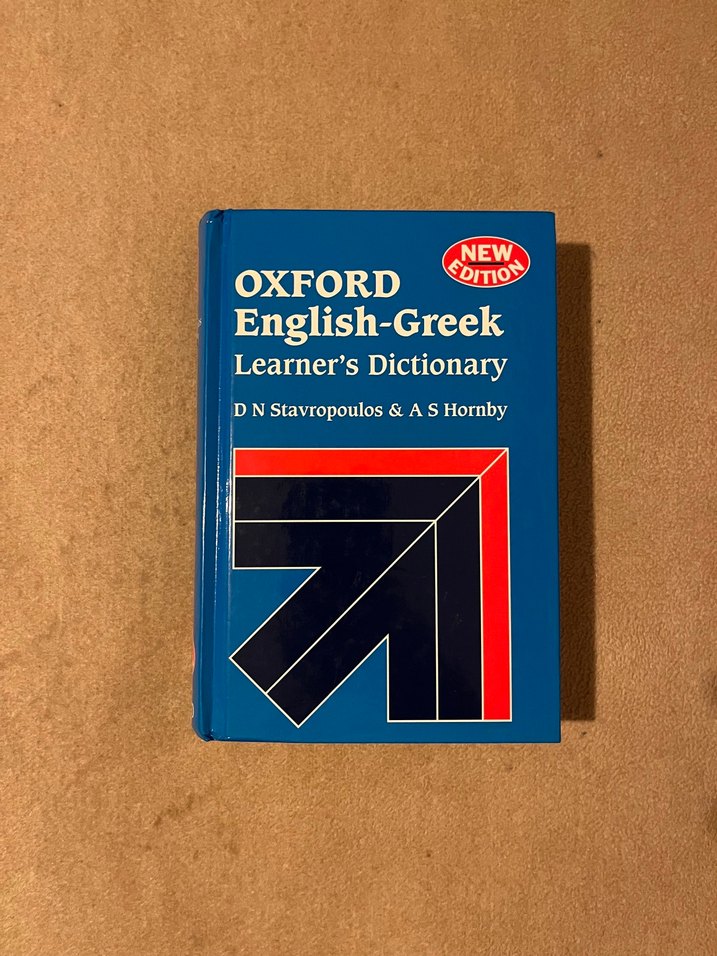 NEW
EDITION
OXFORD
English-Greek
Learner's Dictionary
D N Stavropoulos & A S Hornby